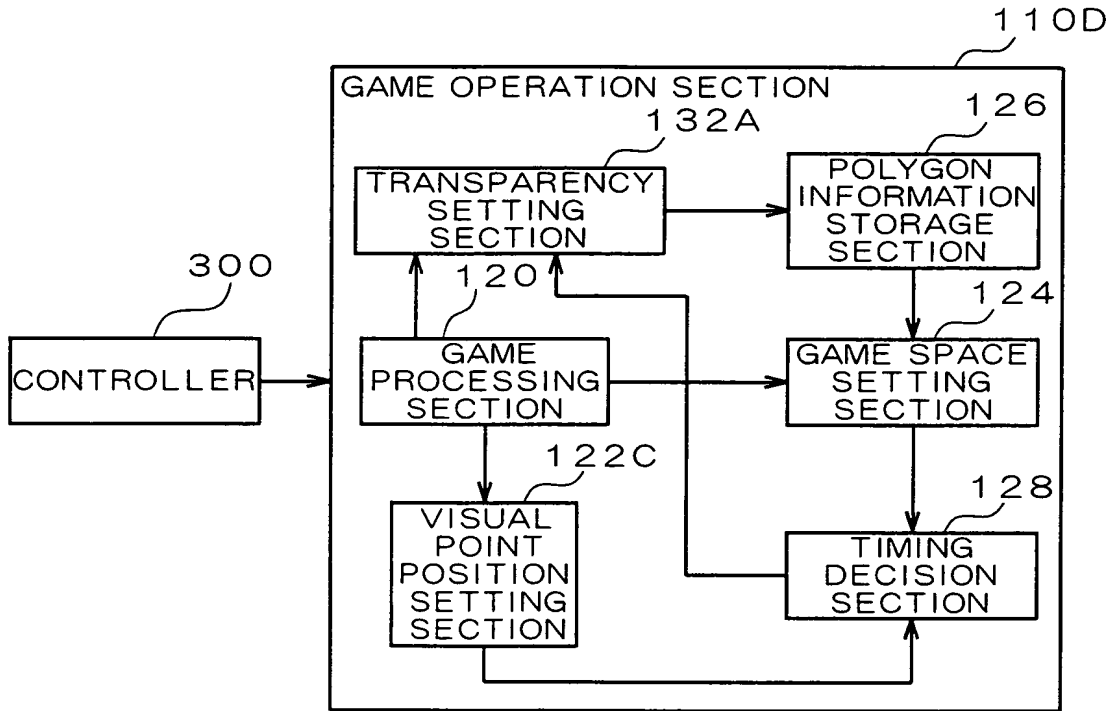 110D
GAME OPERATION SECTION
132A
126
TRANSPARENCY
SETTING
SECTION
POLYGON
INFORMATION
STORAGE
SECTION
300
120
124
CONTROLLER
GAME
PROCESSING
SECTION
GAME SPACE
SETTING
SECTION
122C
128
VISUAL
POINT
POSITION
SETTING
SECTION
TIMING
DECISION
SECTION